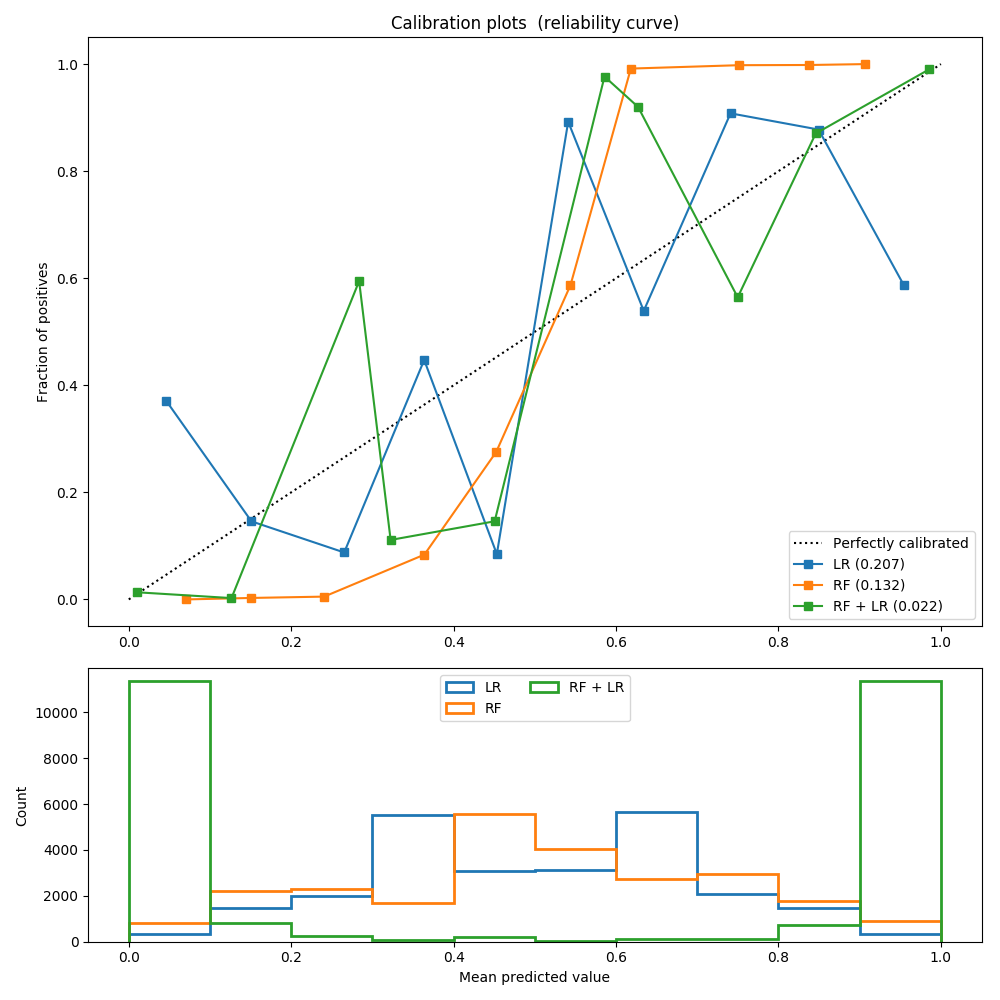 Calibration plots  (reliability curve)
1.0
0.8
0.6
0.4
0.2
0.0
Fraction of positives
Perfectly calibrated
LR (0.207)
RF (0.132)
RF + LR (0.022)
0.0 0.2 0.4 0.6 0.8 1.0
LR RF + LR
RF
10000
8000
6000
4000
2000
0
Count
0.0 0.2 0.4 0.6 0.8 1.0
Mean predicted value